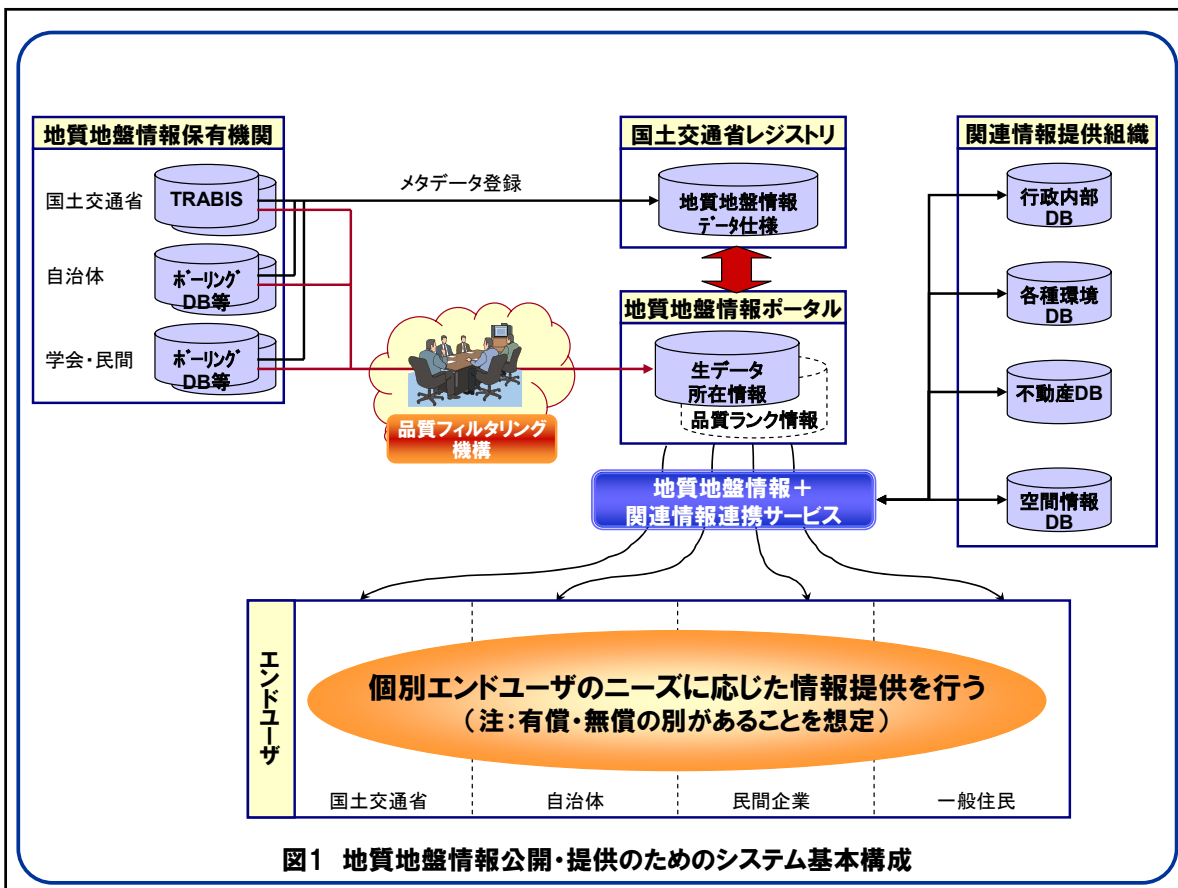 地質地盤情報保有機関
国土交通省
TRABIS
自治体
ボーリング
DB等
学会・民間
ボーリング
DB等
メタデータ登録
品質フィルタリング
機構
国土交通省レジストリ
地質地盤情報
データ仕様
地質地盤情報ポータル
生データ
所在情報
品質ランク情報
関連情報提供組織
行政内部
DB
各種環境
DB
不動産DB
空間情報
DB
地質地盤情報＋
関連情報連携サービス
エンドユーザ
個別エンドユーザのニーズに応じた情報提供を行う
（注：有償・無償の別があることを想定）
国土交通省
自治体
民間企業
一般住民
図1 地質地盤情報公開・提供のためのシステム基本構成